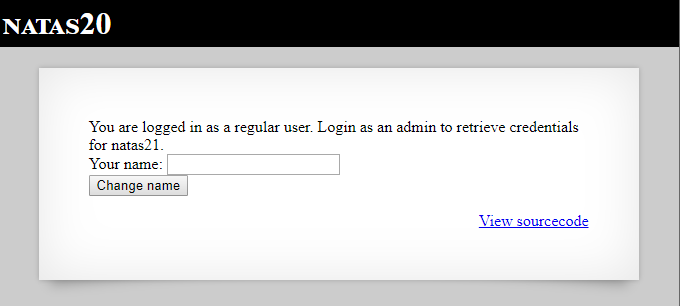 NATAS20
You are logged in as a regular user. Login as an admin to retrieve credentials
for natas21.
Your name:
Change name
View sourcecode